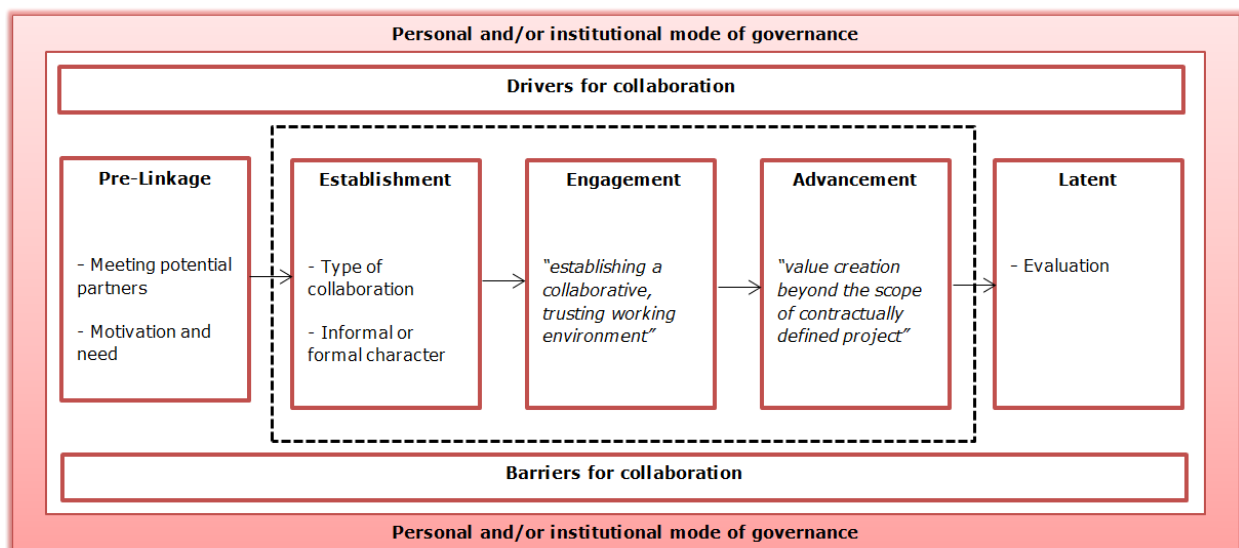 Personal and/or institutional mode of governance
Drivers for collaboration
Pre-Linkage
- Meeting potential
partners
- Motivation and
need
Establishment
- Type of
collaboration
- Informal or
formal character
Engagement
“establishing a
collaborative,
trusting working
environment”
Advancement
“value creation
beyond the scope
of contractually
defined project”
Latent
- Evaluation
Barriers for collaboration
Personal and/or institutional mode of governance